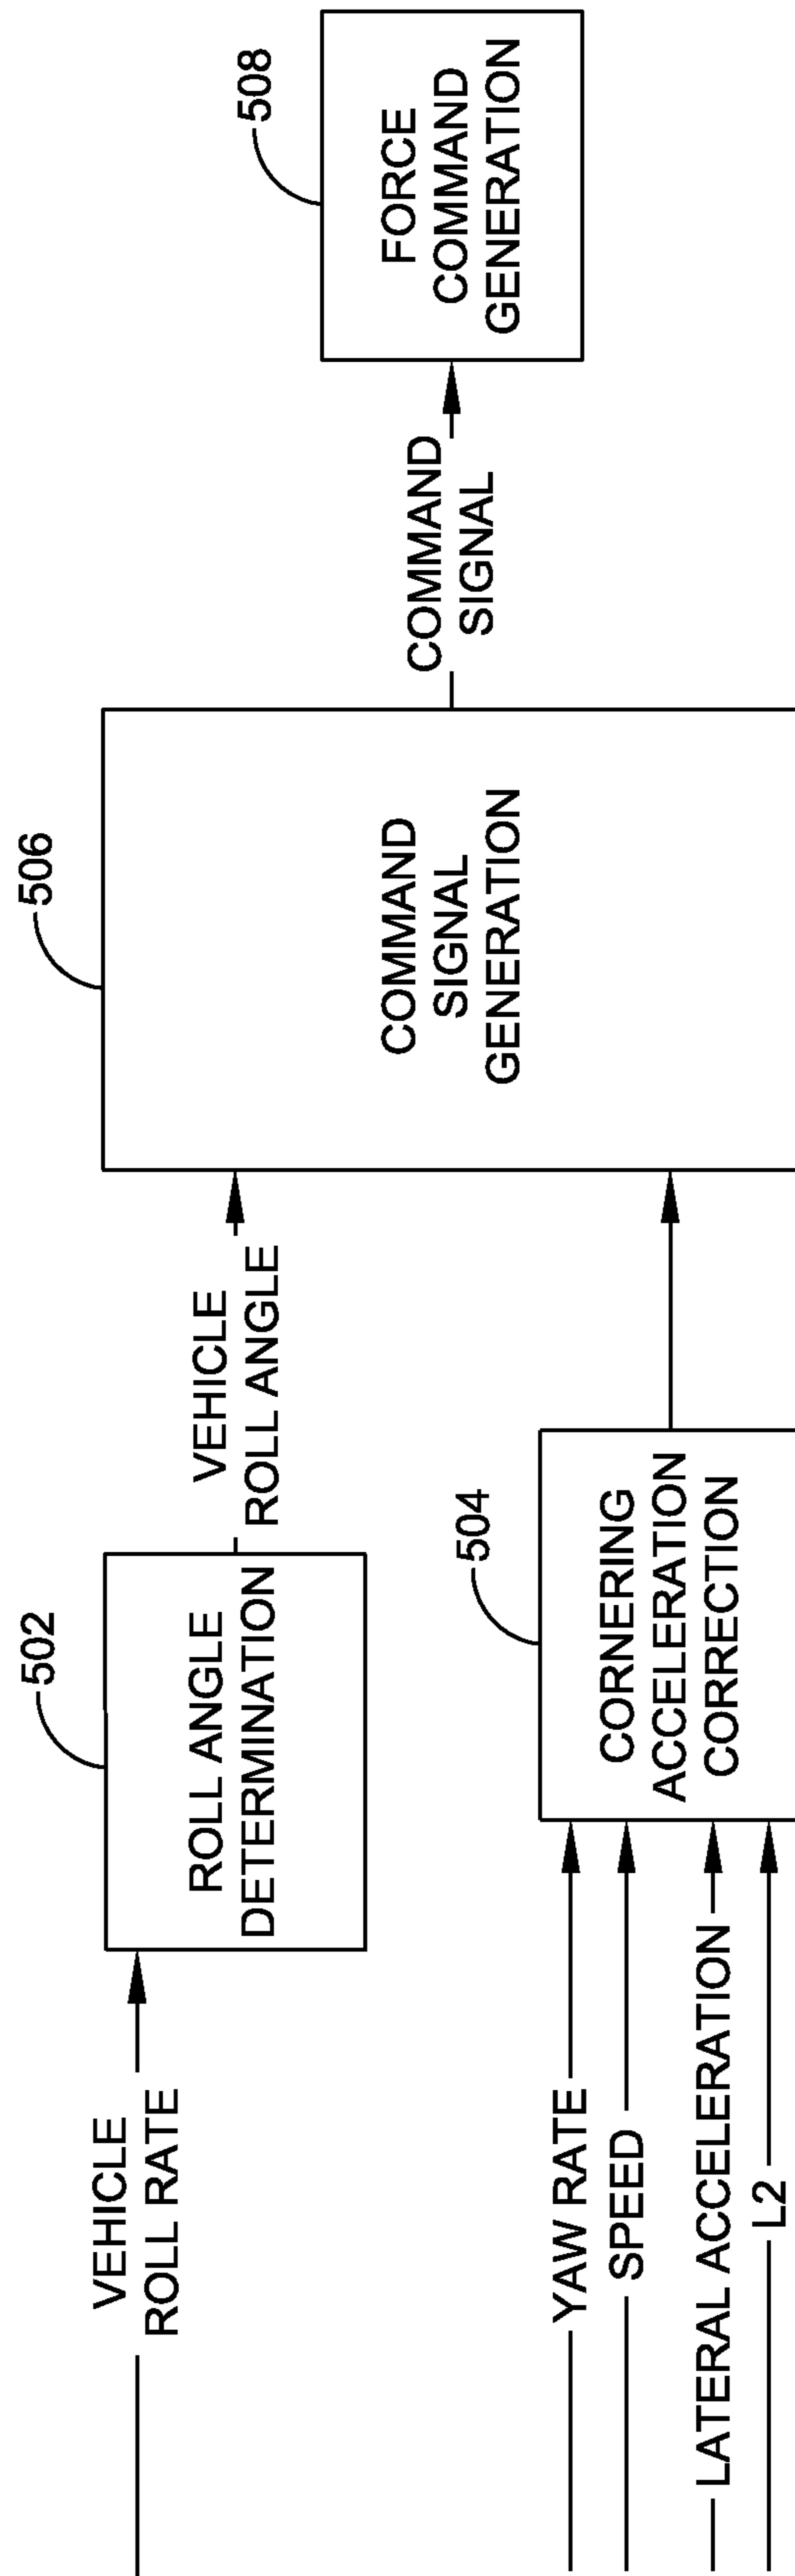 VEHICLE
ROLL RATE
502
ROLL ANGLE
DETERMINATION
VEHICLE
ROLL ANGLE
YAW RATE
SPEED
LATERAL ACCELERATION
L2
504
CORNERING
ACCELERATION
CORRECTION
506
COMMAND
SIGNAL
GENERATION
COMMAND
SIGNAL
508
FORCE
COMMAND
GENERATION